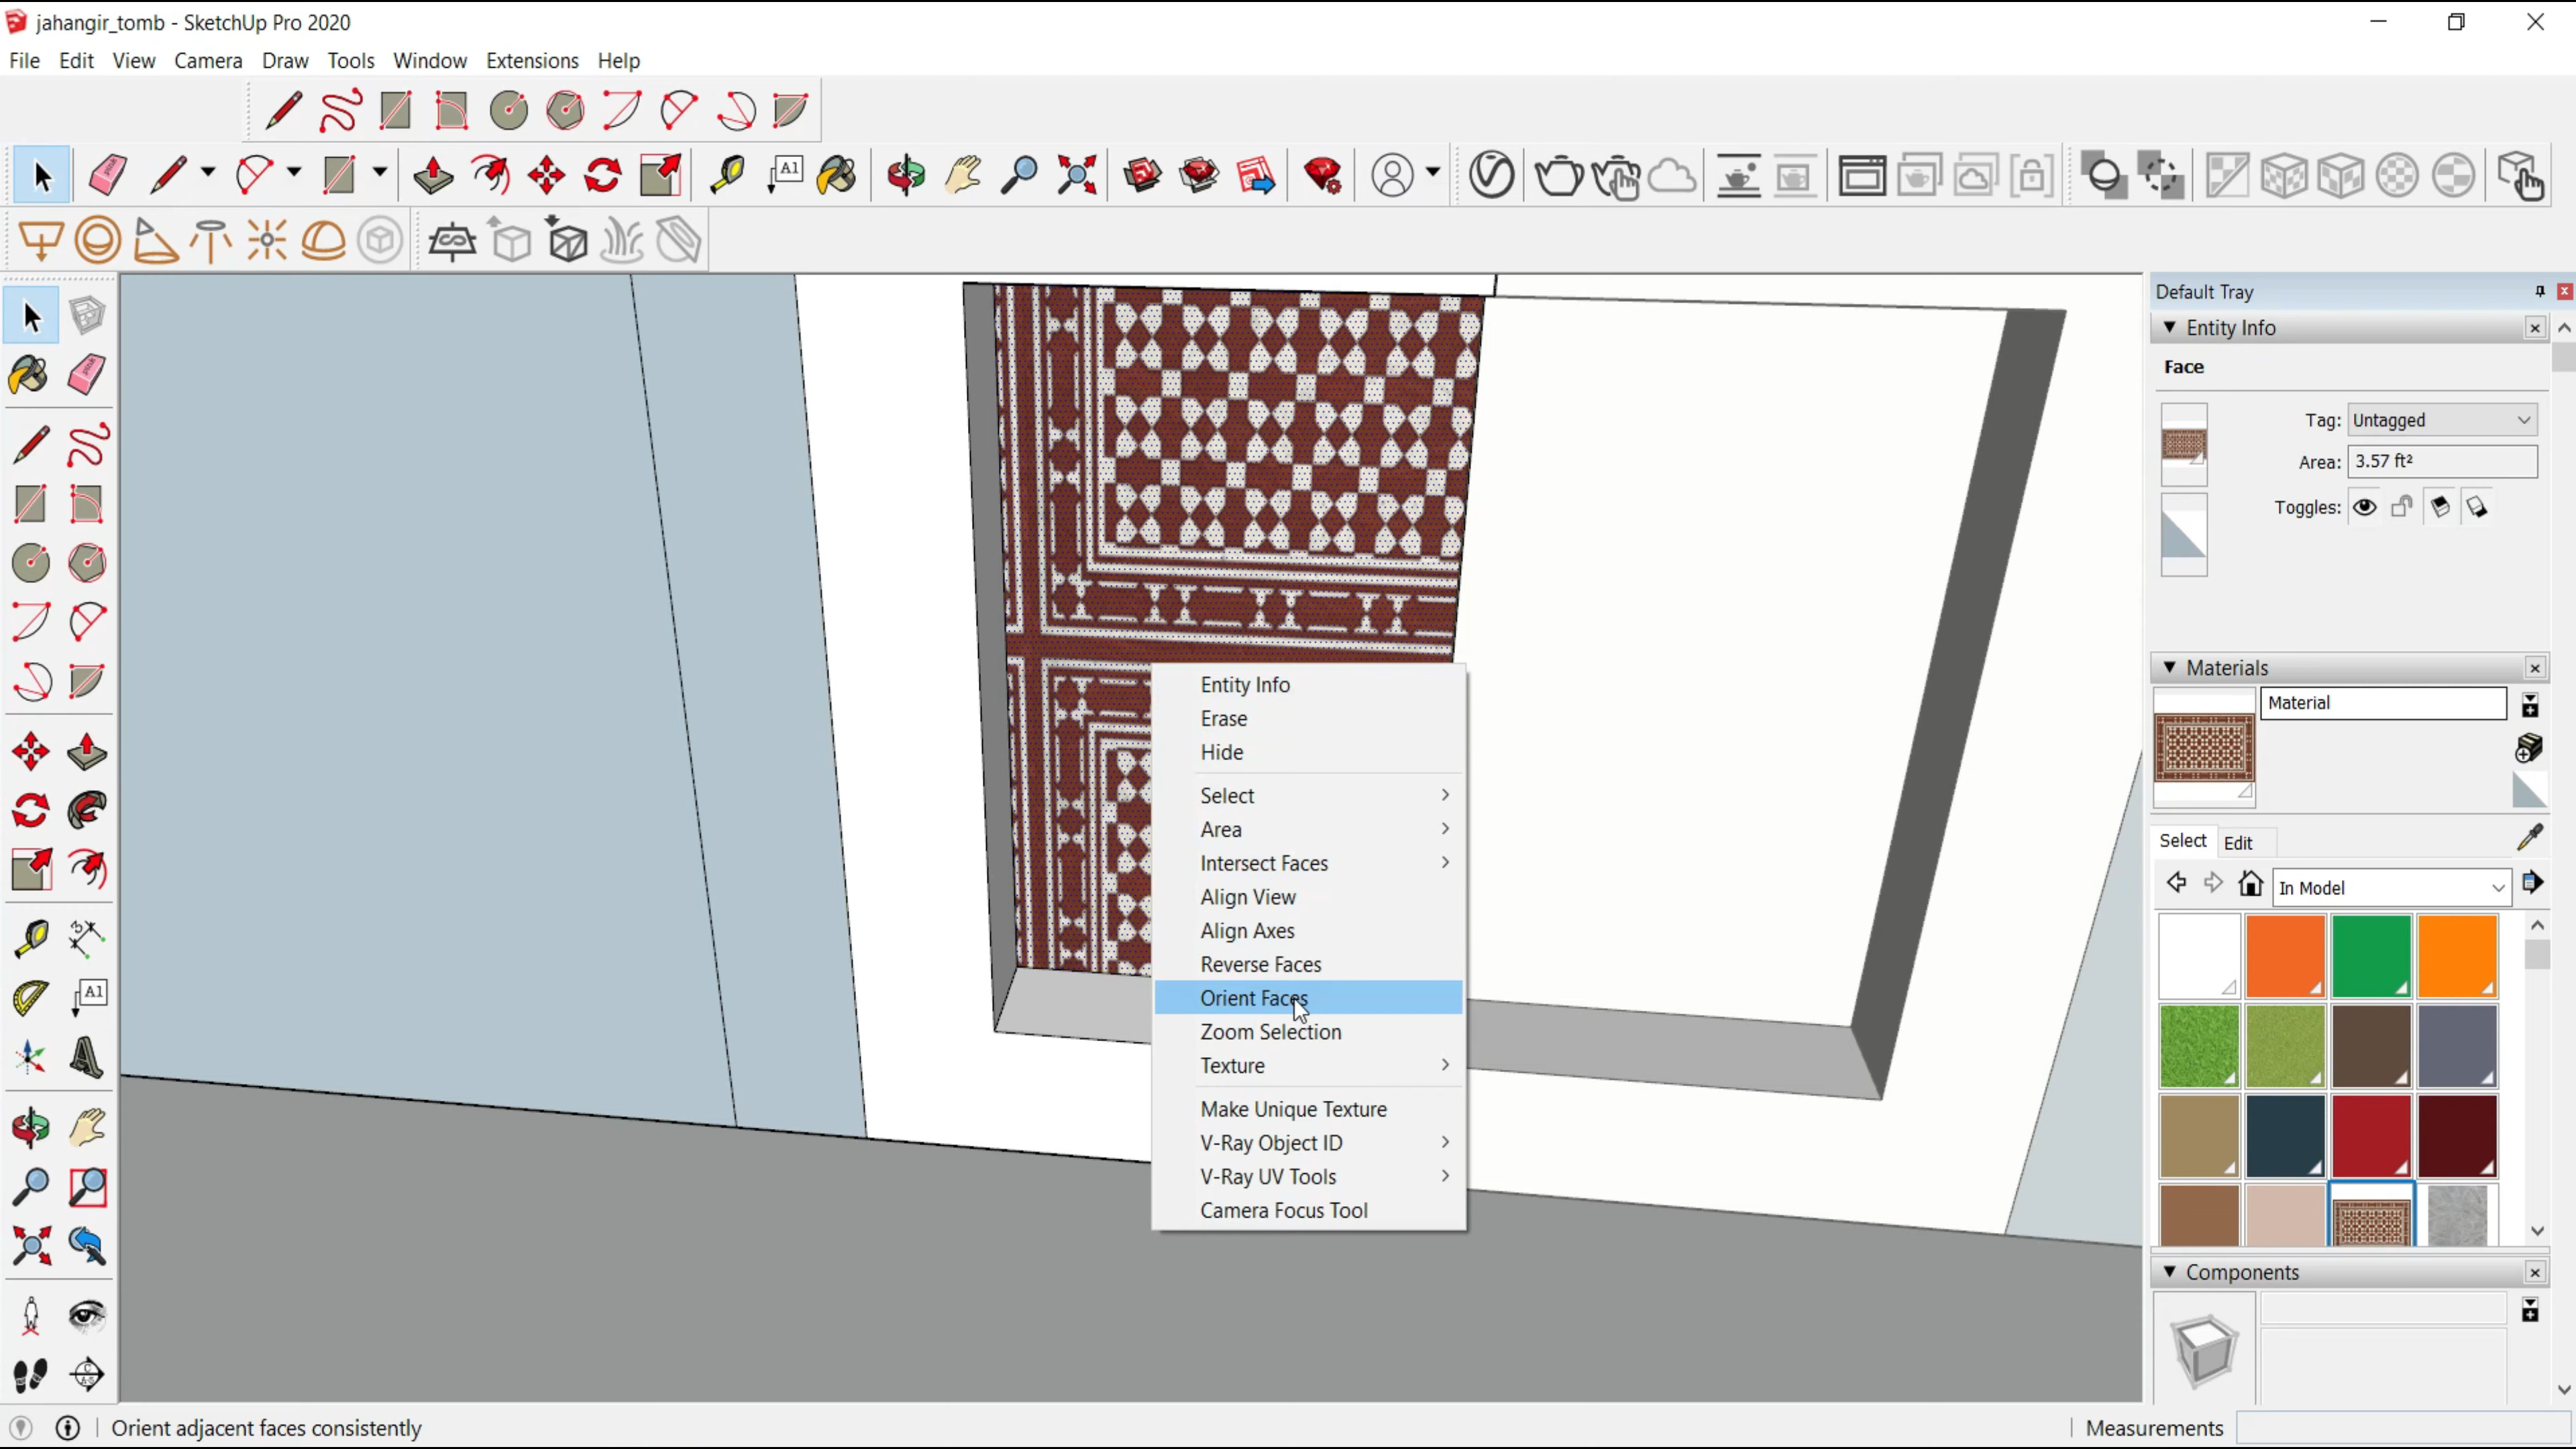 jahangir_tomb - SketchUp Pro 2020
File Edit View Camera Draw Tools Window Extensions Help
A1
Default Tray
Entity Info
Face
Tag: Untagged
Area: 3.57 ft²
Toggles:
Materials
Material
Select Edit
In Model
Components
A1
Entity Info
Erase
Hide
Select
Area
Intersect Faces
Align View
Align Axes
Reverse Faces
Orient Faces
Zoom Selection
Texture
Make Unique Texture
V-Ray Object ID
V-Ray UV Tools
Camera Focus Tool
Orient adjacent faces consistently
Measurements